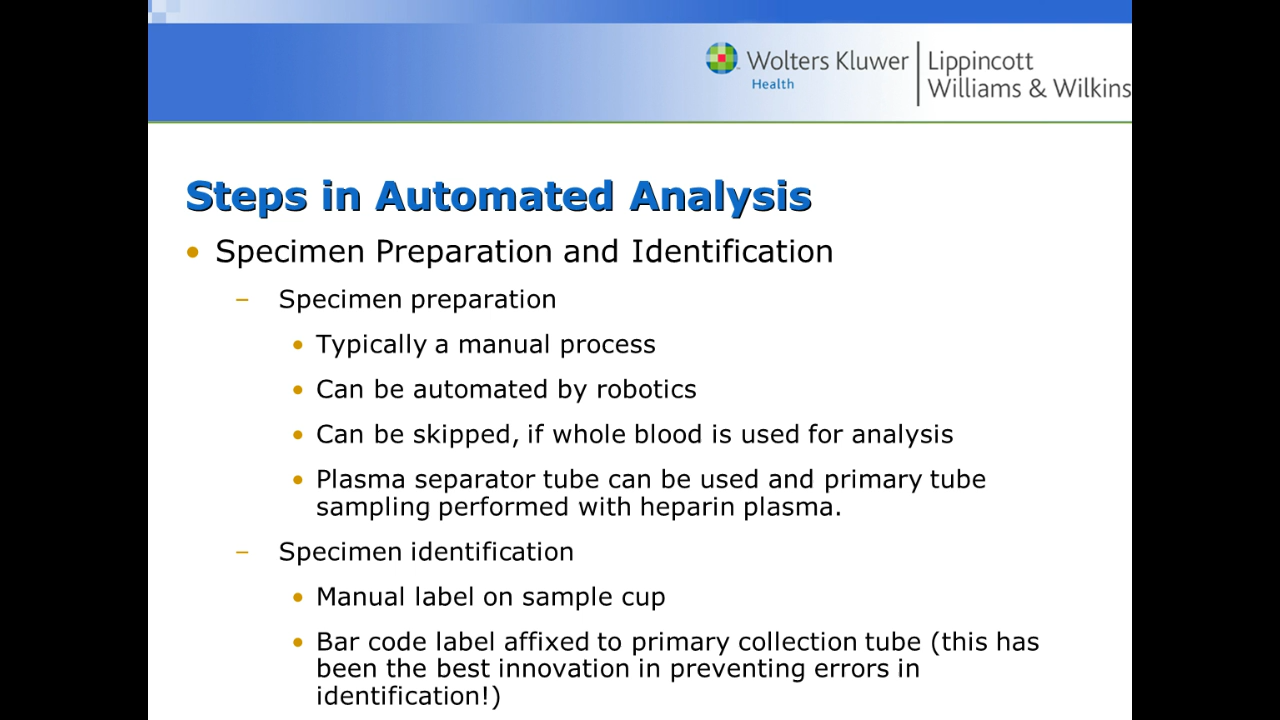 Wolters Kluwer
Health
Lippincott
Williams & Wilkins
Steps in Automated Analysis
• Specimen Preparation and Identification
– Specimen preparation
• Typically a manual process
• Can be automated by robotics
• Can be skipped, if whole blood is used for analysis
• Plasma separator tube can be used and primary tube
sampling performed with heparin plasma.
– Specimen identification
• Manual label on sample cup
• Bar code label affixed to primary collection tube (this has
been the best innovation in preventing errors in
identification!)